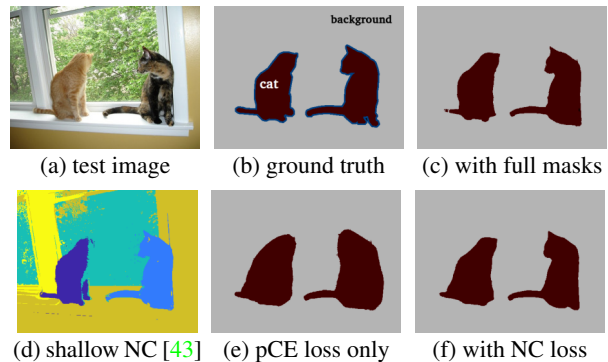 background
cat
(a) test image
(b) ground truth
(c) with full masks
(d) shallow NC [43]
(e) pCE loss only
(f) with NC loss